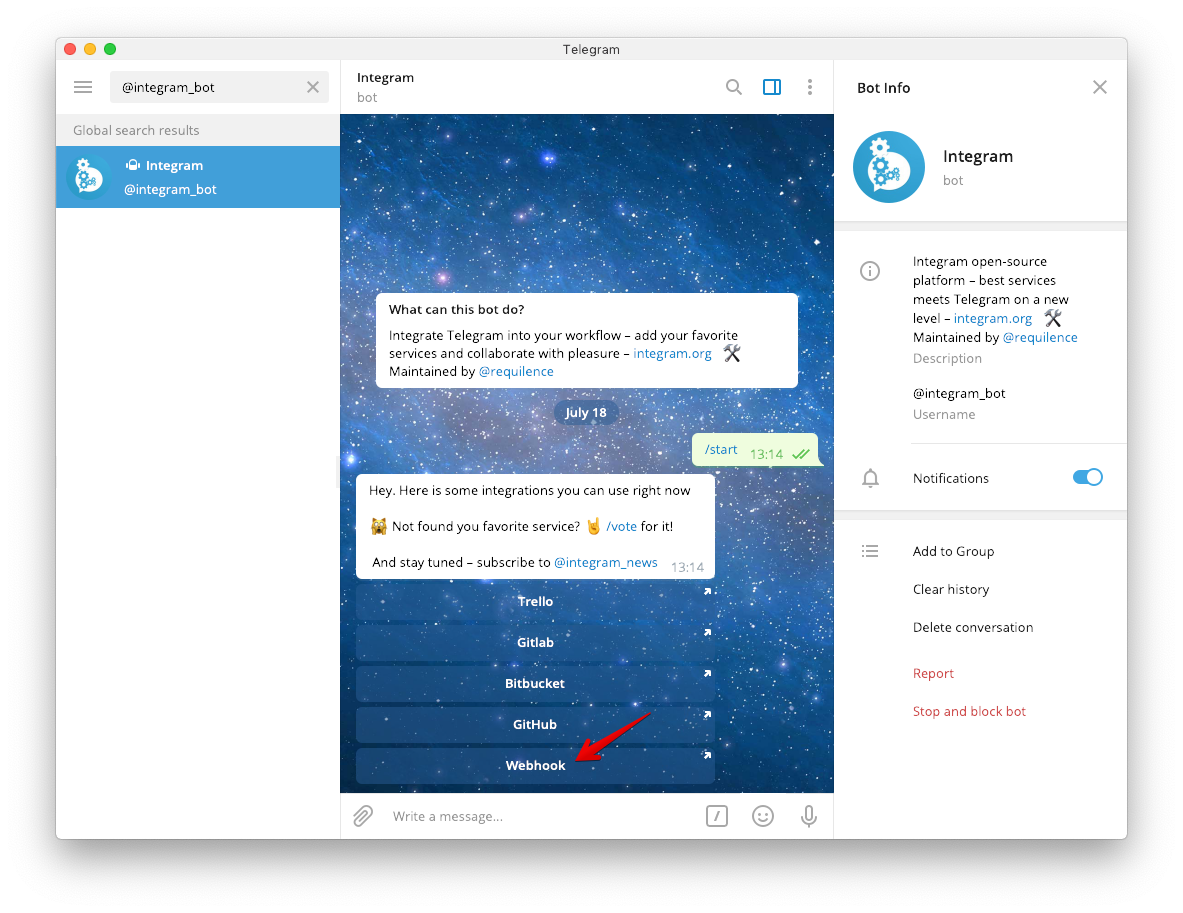 Telegram
@integram_bot
Global search results
Integram
@integram_bot
Integram
bot
What can this bot do?
Integrate Telegram into your workflow – add your favorite
services and collaborate with pleasure – integram.org
Maintained by @requilence
July 18
/start 13:14
Hey. Here is some integrations you can use right now
Not found you favorite service? /vote for it!
And stay tuned – subscribe to @integram_news 13:14
Trello
Gitlab
Bitbucket
GitHub
Webhook
Write a message...
Bot Info
Integram
bot
Integram open-source
platform – best services
meets Telegram on a new
level – integram.org
Maintained by @requilence
Description
@integram_bot
Username
Notifications
Add to Group
Clear history
Delete conversation
Report
Stop and block bot